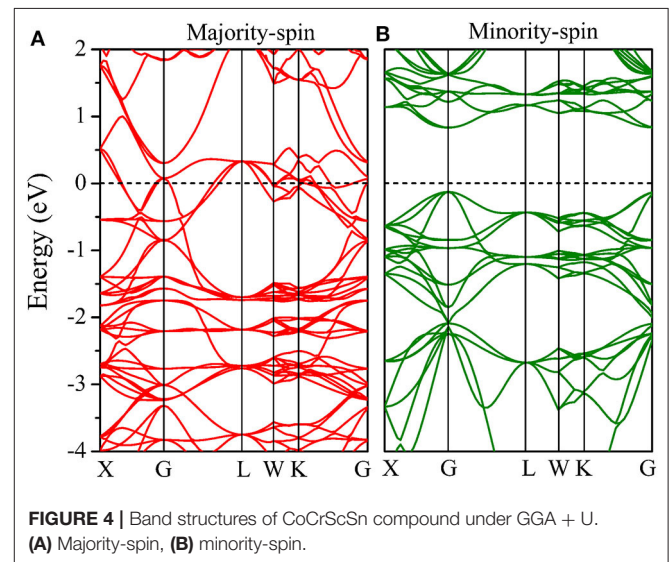 A
Majority-spin
B
Minority-spin
Energy (eV)
2
1
0
-1
-2
-3
-4
X G L W K G
X G L W K G
FIGURE 4 | Band structures of CoCrScSn compound under GGA + U.
(A) Majority-spin, (B) minority-spin.